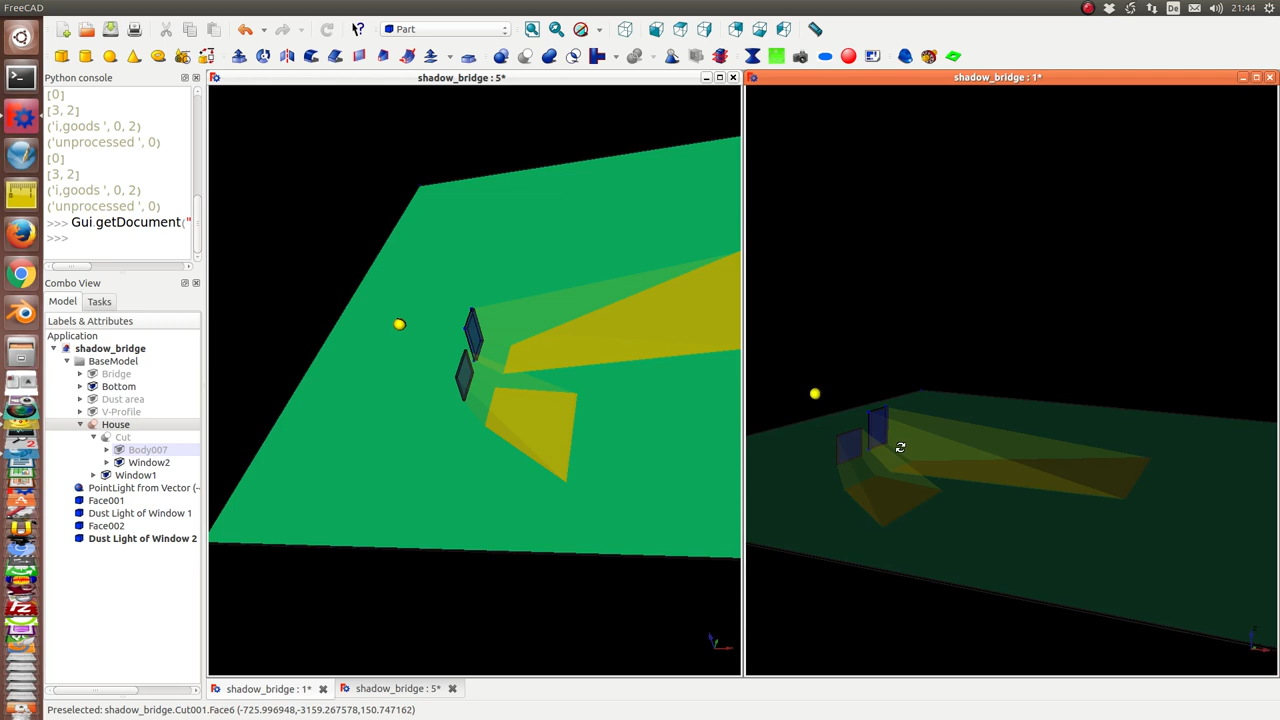 FreeCAD
De
21:44
Part
Python console
shadow_bridge : 5*
shadow_bridge : 1*
[0]
[3, 2]
('i,goods ', 0, 2)
('unprocessed ', 0)
[0]
[3, 2]
('i,goods ', 0, 2)
('unprocessed ', 0)
>>> Gui.getDocument("
>>>
Combo View
Model
Tasks
Labels & Attributes
Application
shadow_bridge
BaseModel
Bridge
Bottom
Dust area
V-Profile
House
Cut
Body007
Window2
Window1
PointLight from Vector (-
Face001
Dust Light of Window 1
Face002
Dust Light of Window 2
shadow_bridge : 1*
shadow_bridge : 5*
Preselected: shadow_bridge.Cut001.Face6 (-725.996948,-3159.267578,150.747162)